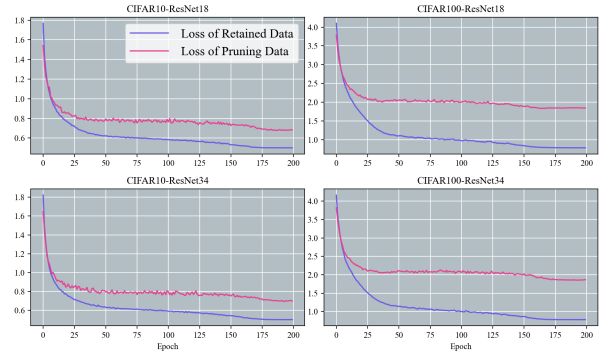 CIFAR10-ResNet18
1.8
1.6
1.4
1.2
1.0
0.8
0.6
0 25 50 75 100 125 150 175 200
Loss of Retained Data
Loss of Pruning Data
CIFAR100-ResNet18
4.0
3.5
3.0
2.5
2.0
1.5
1.0
0 25 50 75 100 125 150 175 200
CIFAR10-ResNet34
1.8
1.6
1.4
1.2
1.0
0.8
0.6
0 25 50 75 100 125 150 175 200
Epoch
CIFAR100-ResNet34
4.0
3.5
3.0
2.5
2.0
1.5
1.0
0 25 50 75 100 125 150 175 200
Epoch